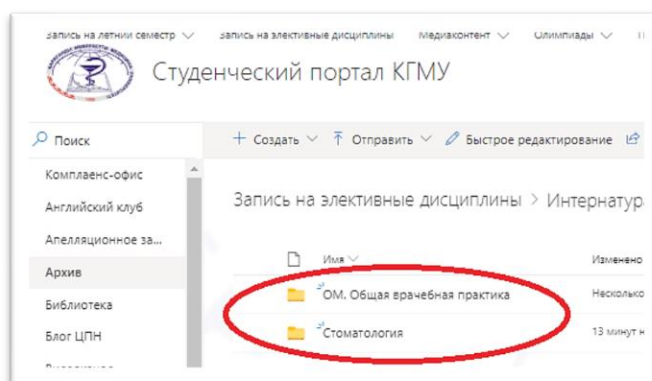 Запись на летний семестр Запись на элективные дисциплины Медиаконтент Олимпиады
Студенческий портал КГМУ
Поиск
+ Создать Отправить Быстрое редактирование
Комплаенс-офис
Английский клуб
Апелляционное за...
Архив
Библиотека
Блог ЦПН
Запись на элективные дисциплины > Интернатур
Имя Изменено
ОМ. Общая врачебная практика Несколько
Стоматология 13 минут н